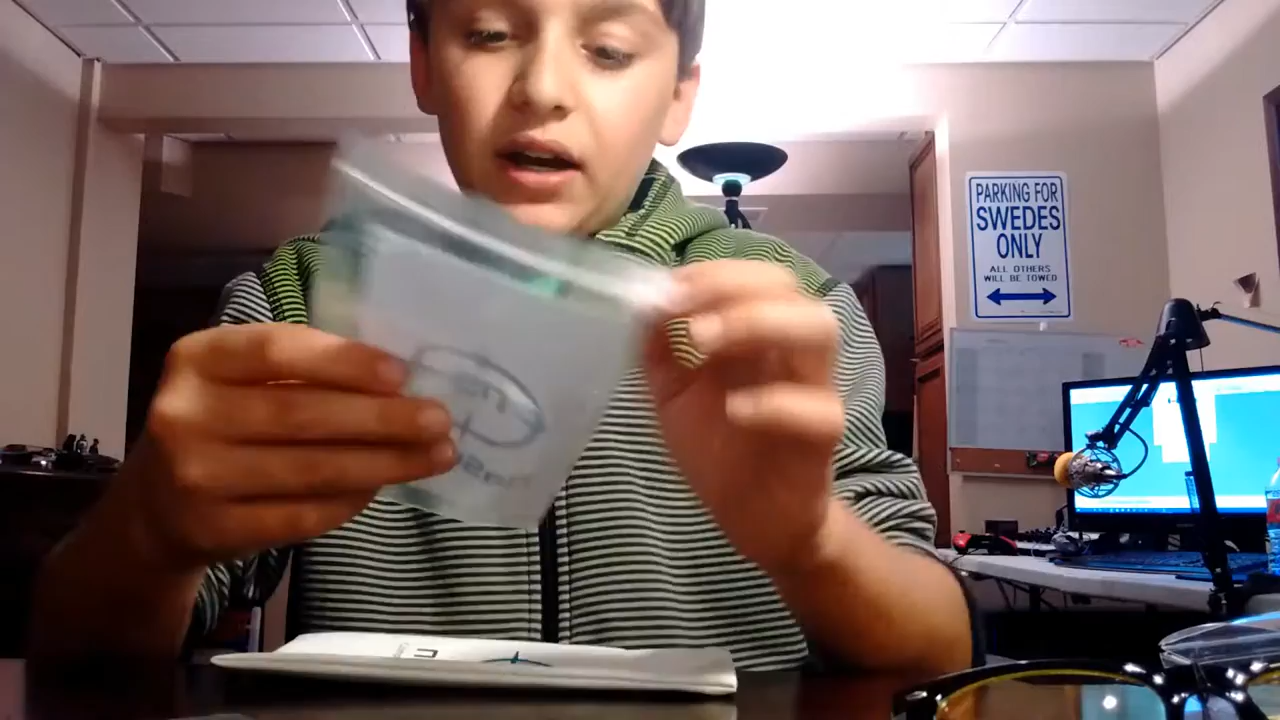 PARKING FOR
SWEDES
ONLY
ALL OTHERS
WILL BE TOWED